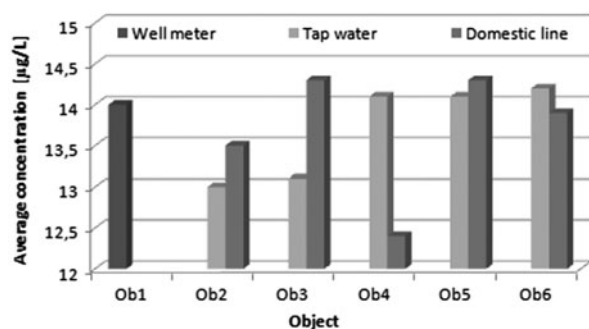 Average concentration [µg/L]
15
14,5
14
13,5
13
12,5
12
Well meter Tap water Domestic line
Ob1 Ob2 Ob3 Ob4 Ob5 Ob6
Object